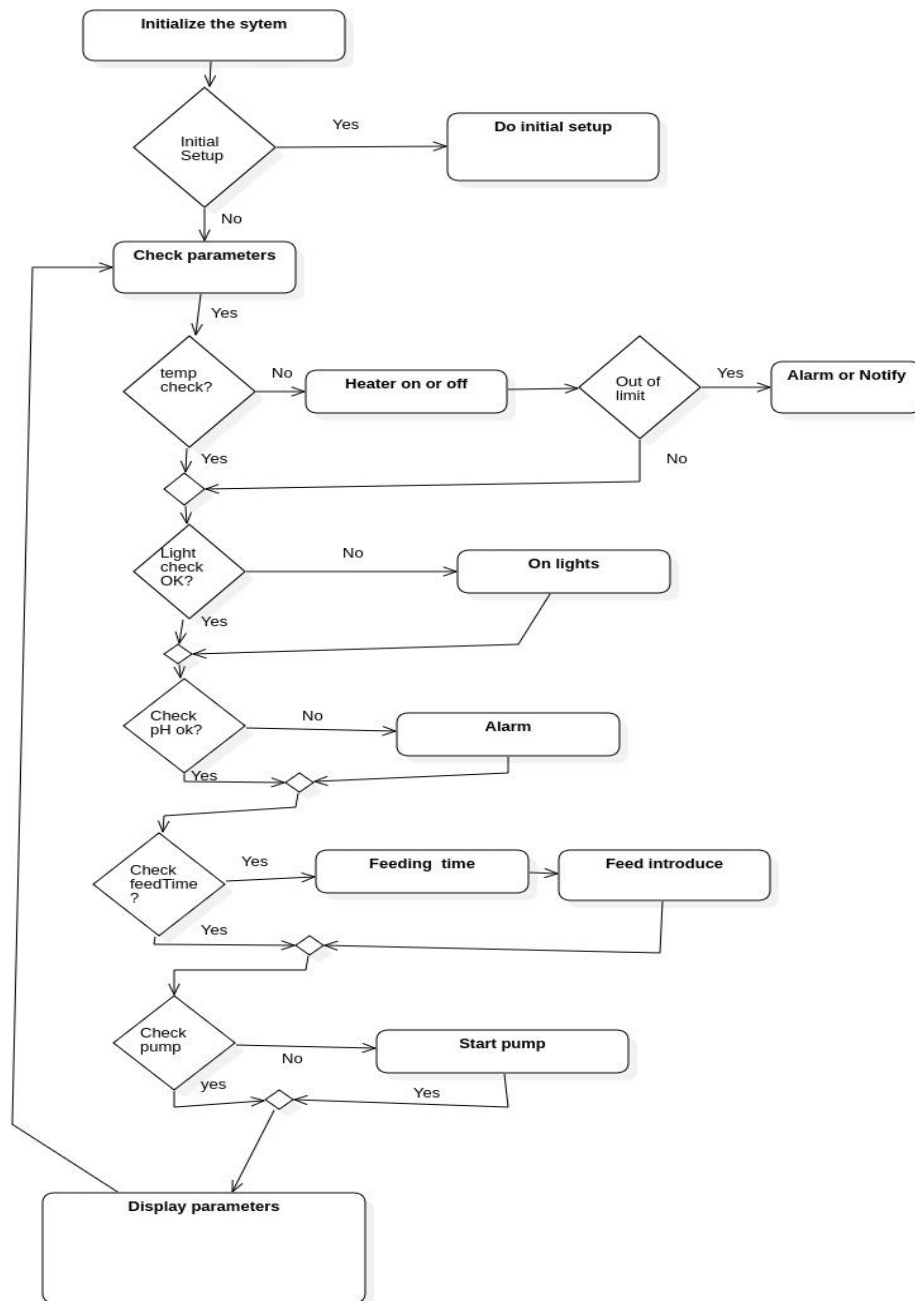 Initialize the sytem
Yes
Do initial setup
Initial
Setup
No
Check parameters
Yes
temp
check?
No
Heater on or off
Out of
limit
Yes
Alarm or Notify
Yes
No
Light
check
OK?
No
On lights
Yes
Check
pH ok?
No
Alarm
Yes
Check
feedTime
?
Yes
Feeding  time
Feed introduce
Yes
Check
pump
No
Start pump
yes
Yes
Display parameters